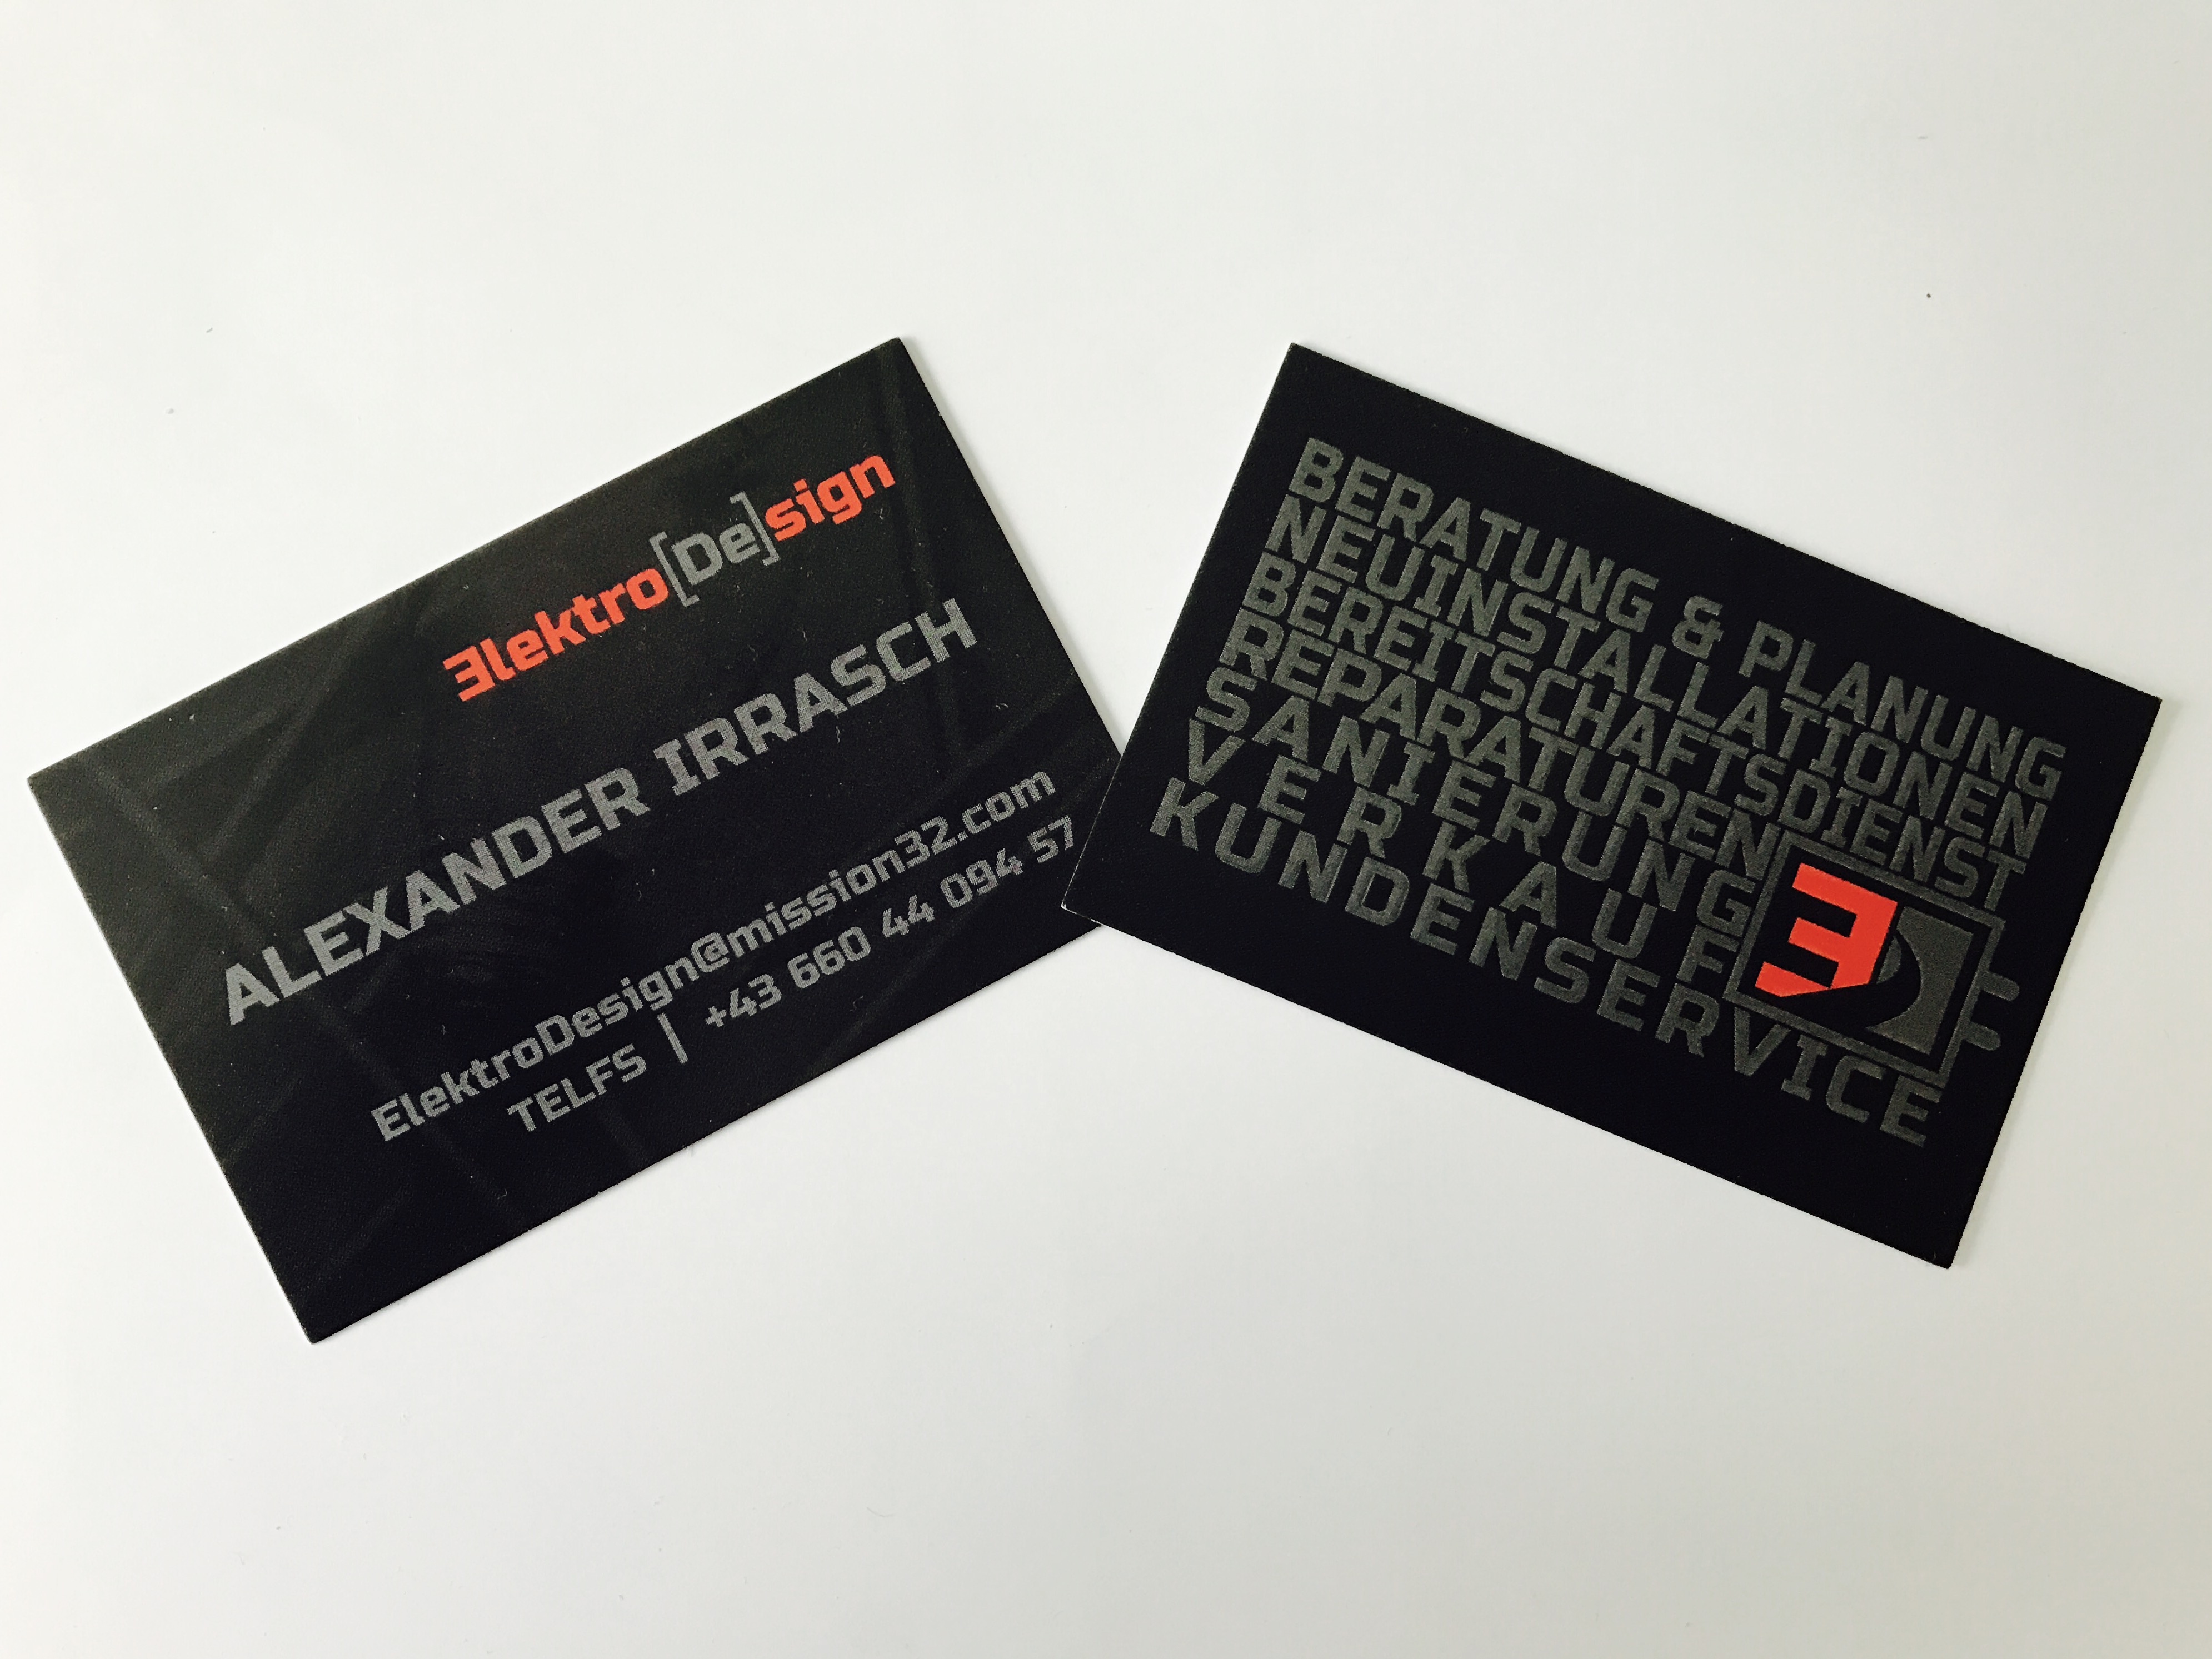 Elektro[De]sign
ALEXANDER IRRASCH
ElektroDesign@mission32.com
TELFS | +43 660 44 094 57
BERATUNG & PLANUNG
NEUINSTALLATIONEN
BEREITSCHAFTSDIENST
REPARATUREN
SANIERUNG
VERKAUF
KUNDENSERVICE
E